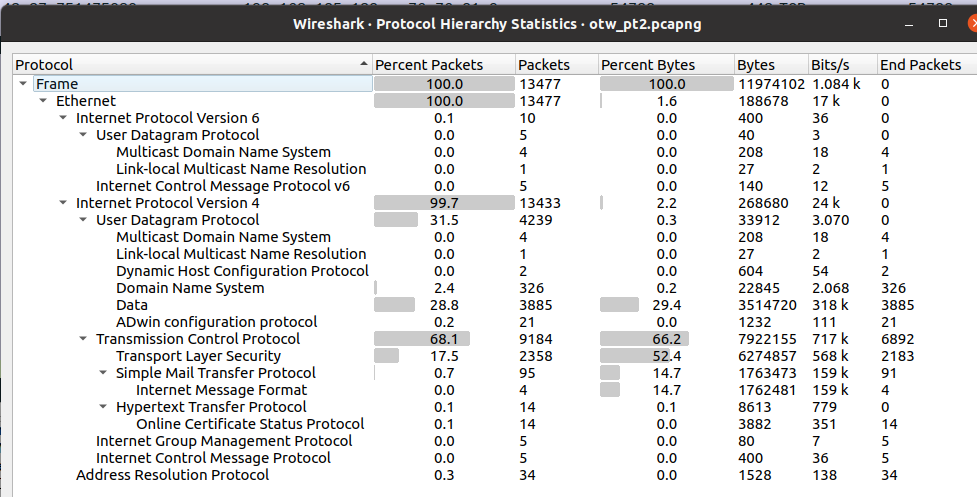 Wireshark · Protocol Hierarchy Statistics · otw_pt2.pcapng
Protocol Percent Packets Packets Percent Bytes Bytes Bits/s End Packets
Frame 100.0 13477 100.0 11974102 1.084 k 0
Ethernet 100.0 13477 1.6 188678 17 k 0
Internet Protocol Version 6 0.1 10 0.0 400 36 0
User Datagram Protocol 0.0 5 0.0 40 3 0
Multicast Domain Name System 0.0 4 0.0 208 18 4
Link-local Multicast Name Resolution 0.0 1 0.0 27 2 1
Internet Control Message Protocol v6 0.0 5 0.0 140 12 5
Internet Protocol Version 4 99.7 13433 2.2 268680 24 k 0
User Datagram Protocol 31.5 4239 0.3 33912 3.070 0
Multicast Domain Name System 0.0 4 0.0 208 18 4
Link-local Multicast Name Resolution 0.0 1 0.0 27 2 1
Dynamic Host Configuration Protocol 0.0 2 0.0 604 54 2
Domain Name System 2.4 326 0.2 22845 2.068 326
Data 28.8 3885 29.4 3514720 318 k 3885
ADwin configuration protocol 0.2 21 0.0 1232 111 21
Transmission Control Protocol 68.1 9184 66.2 7922155 717 k 6892
Transport Layer Security 17.5 2358 52.4 6274857 568 k 2183
Simple Mail Transfer Protocol 0.7 95 14.7 1763473 159 k 91
Internet Message Format 0.0 4 14.7 1762481 159 k 4
Hypertext Transfer Protocol 0.1 14 0.1 8613 779 0
Online Certificate Status Protocol 0.1 14 0.0 3882 351 14
Internet Group Management Protocol 0.0 5 0.0 80 7 5
Internet Control Message Protocol 0.0 5 0.0 400 36 5
Address Resolution Protocol 0.3 34 0.0 1528 138 34